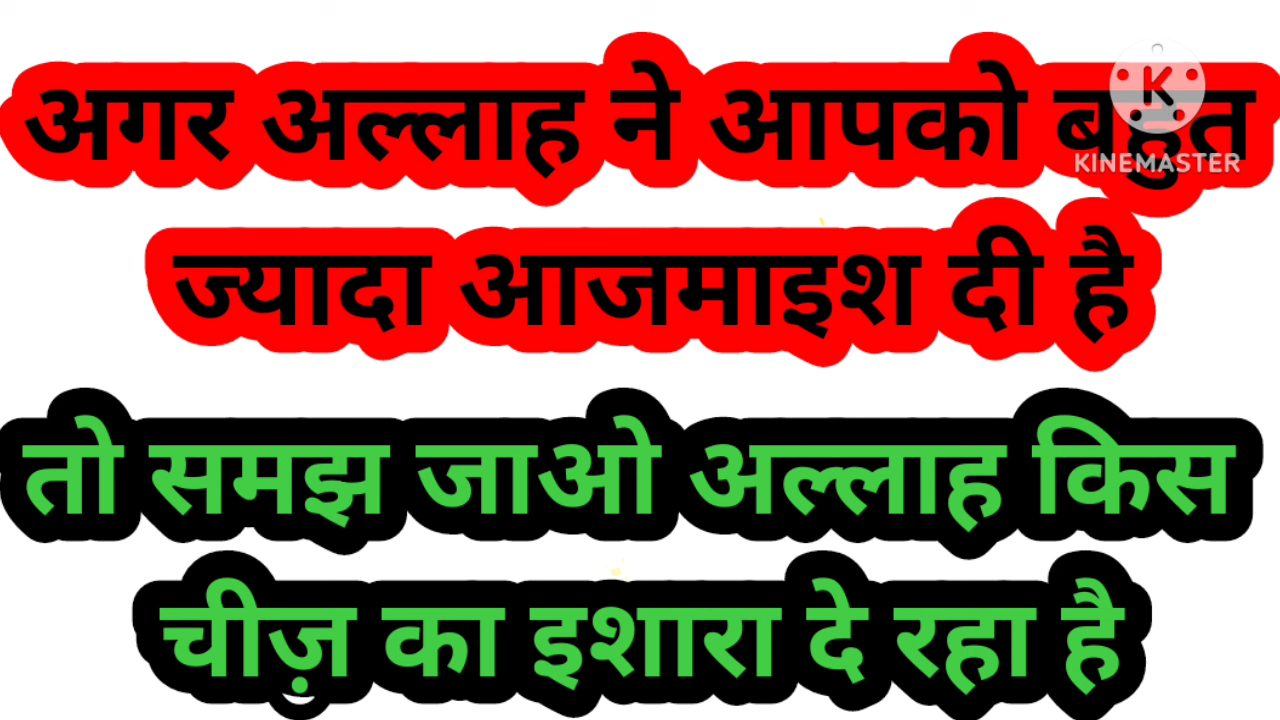 अगर अल्लाह ने आपको बहुत
ज्यादा आजमाइश दी है
तो समझ जाओ अल्लाह किस
चीज़ का इशारा दे रहा है
K
KINEMASTER